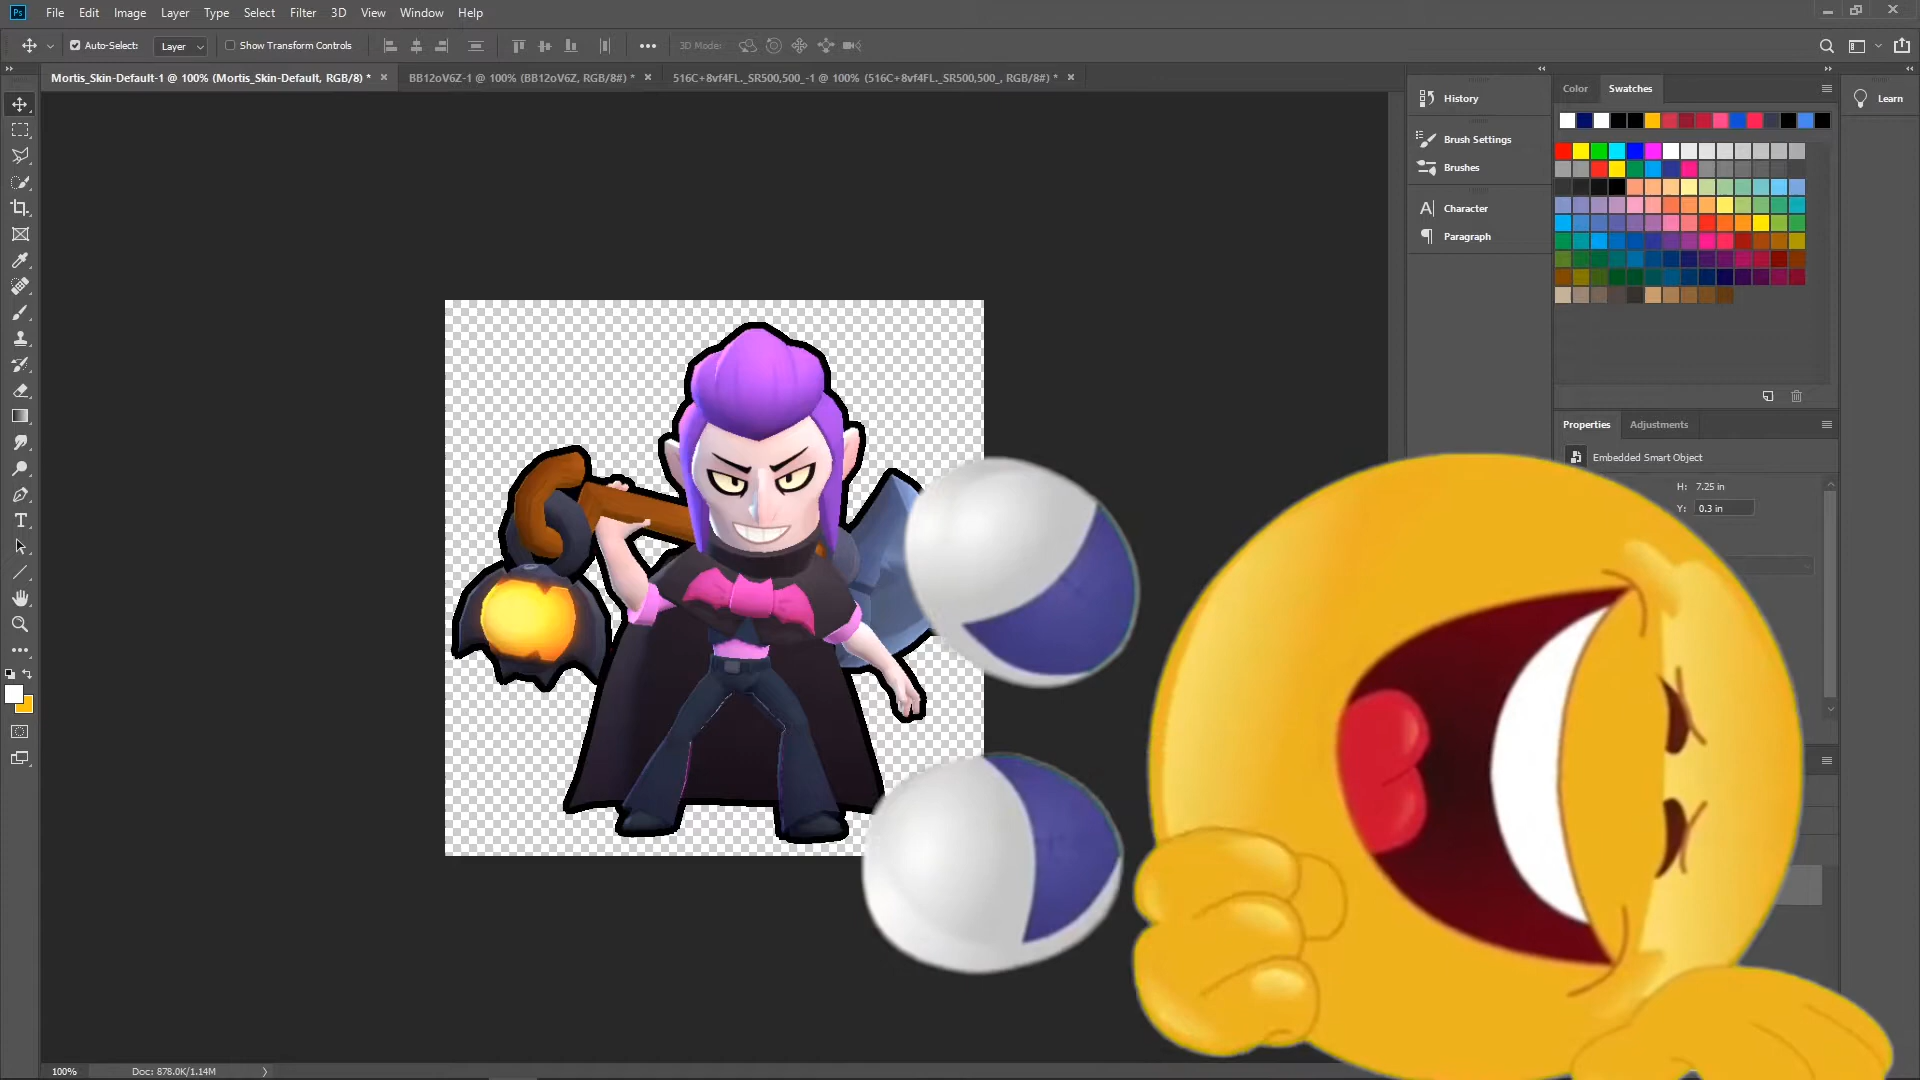 Ps File Edit Image Layer Type Select Filter 3D View Window Help
Auto-Select: Layer Show Transform Controls 3D Mode:
Mortis_Skin-Default-1 @ 100% (Mortis_Skin-Default, RGB/8) * BB12oV6Z-1 @ 100% (BB12oV6Z, RGB/8#) * 516C+8vf4FL._SR500,500_-1 @ 100% (516C+8vf4FL._SR500,500_, RGB/8#) *
History
Brush Settings
Brushes
Character
Paragraph
Color Swatches
Learn
Properties Adjustments
Embedded Smart Object
H: 7.25 in
Y: 0.3 in
100% Doc: 878.0K/1.14M